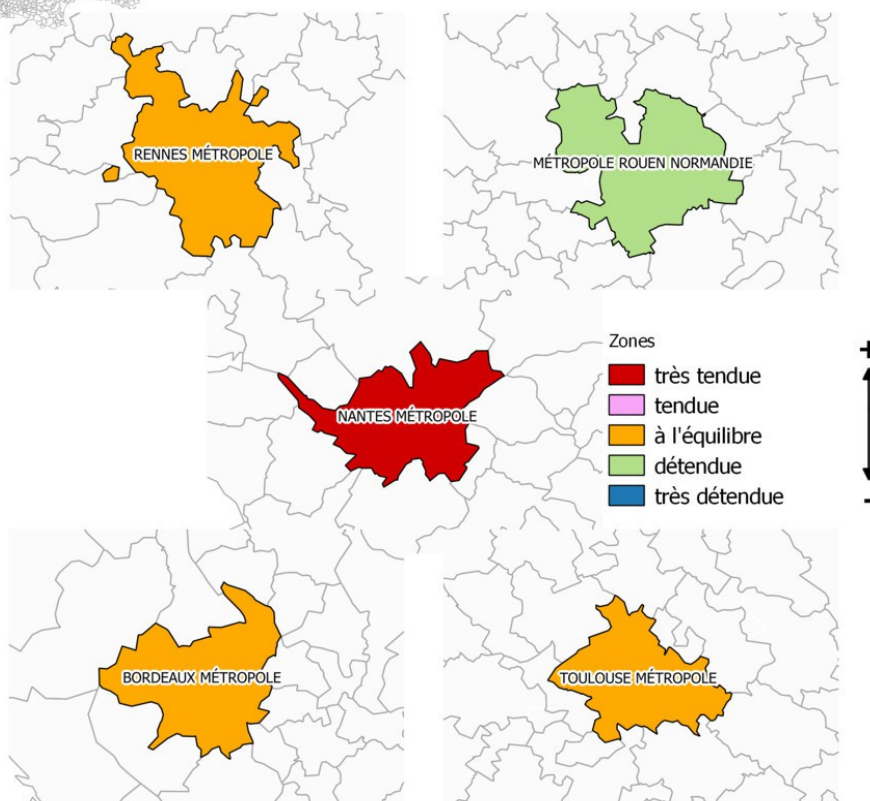 RENNES MÉTROPOLE
MÉTROPOLE ROUEN NORMANDIE
NANTES MÉTROPOLE
Zones
très tendue
tendue
à l'équilibre
détendue
très détendue
+
-
BORDEAUX MÉTROPOLE
TOULOUSE MÉTROPOLE